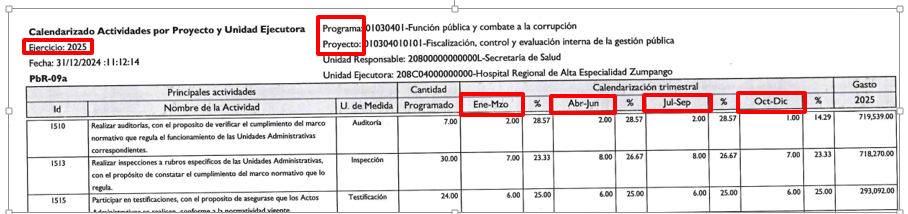 Calendarizado Actividades por Proyecto y Unidad Ejecutora
Ejercicio: 2025
Fecha: 31/12/2024 :11:12:14
PbR-09a
Programa: 01030401-Función pública y combate a la corrupción
Proyecto: 010304010101-Fiscalización, control y evaluación interna de la gestión pública
Unidad Responsable: 20800000000000L-Secretaría de Salud
Unidad Ejecutora: 208C04000000000-Hospital Regional de Alta Especialidad Zumpango
Principales actividades Cantidad Calendarización trimestral Gasto
Id Nombre de la Actividad U. de Medida Programado Ene-Mzo % Abr-Jun % Jul-Sep % Oct-Dic % 2025
1510 Realizar auditorías, con el proposito de verificar el cumplimiento del marco Auditoría 7.00 2.00 28.57 2.00 28.57 2.00 28.57 1.00 14.29 719,539.00
normativo que regula el funcionamiento de las Unidades Administrativas
correspondientes.
1513 Realizar inspecciones a rubros específicos de las Unidades Administrativas, Inspección 30.00 7.00 23.33 8.00 26.67 8.00 26.67 7.00 23.33 718,270.00
con el propósito de constatar el cumplimiento del marco normativo que lo
regula.
1515 Participar en testificaciones, con el proposito de asegurase que los Actos Testificación 24.00 6.00 25.00 6.00 25.00 6.00 25.00 6.00 25.00 293,092.00
Administrativos se realicen, conforme a la normatividad vigente.